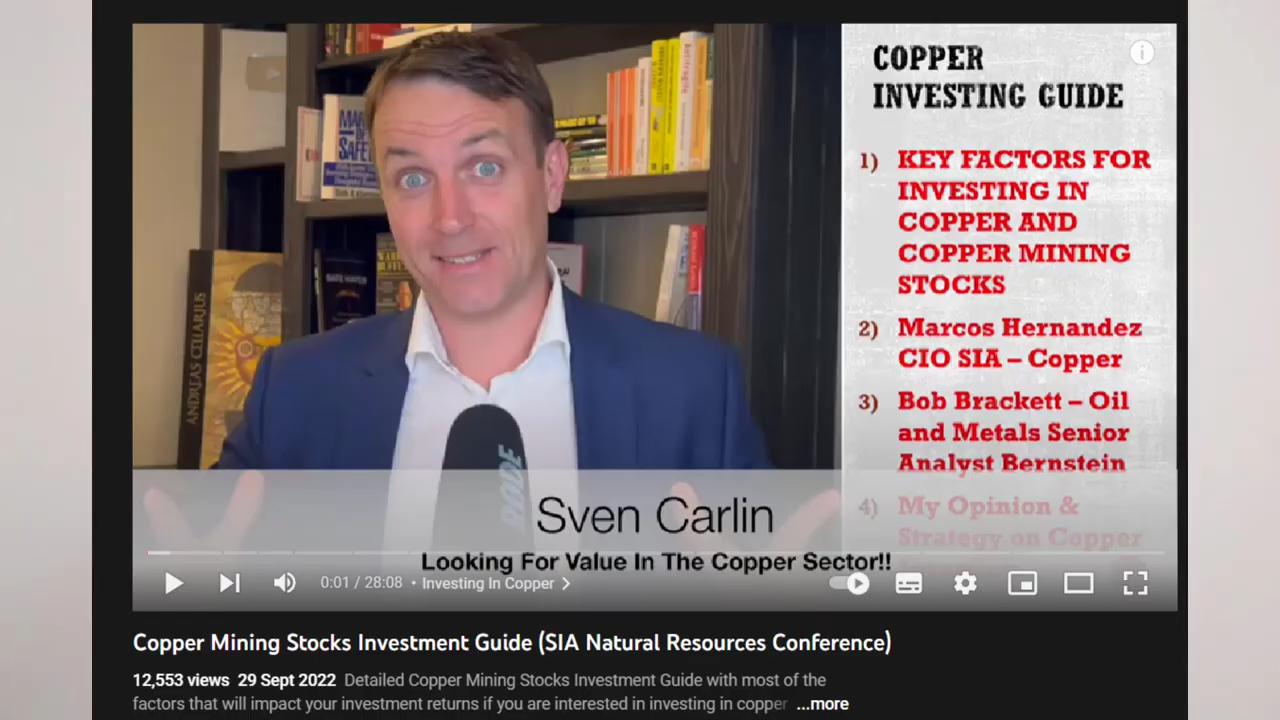 COPPER
INVESTING GUIDE
1) KEY FACTORS FOR
INVESTING IN
COPPER AND
COPPER MINING
STOCKS
2) Marcos Hernandez
CIO SIA – Copper
3) Bob Brackett – Oil
and Metals Senior
Analyst Bernstein
4) My Opinion &
Strategy on Copper
ANDREAS CELLARIUS
RODE
Sven Carlin
Looking For Value In The Copper Sector!!
0:01 / 28:08 • Investing In Copper
Copper Mining Stocks Investment Guide (SIA Natural Resources Conference)
12,553 views 29 Sept 2022 Detailed Copper Mining Stocks Investment Guide with most of the
factors that will impact your investment returns if you are interested in investing in copper ...more